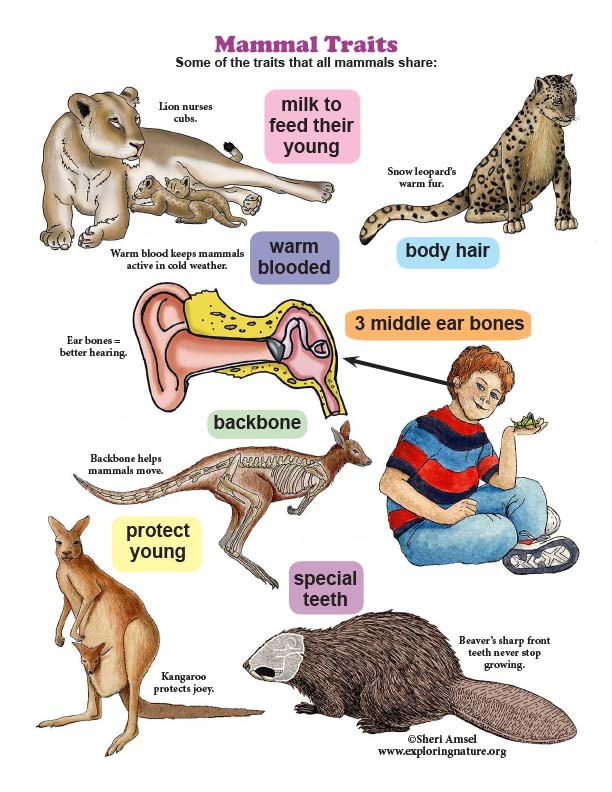 Mammal Traits
Some of the traits that all mammals share:
Lion nurses
cubs.
milk to
feed their
young
Snow leopard's
warm fur.
Warm blood keeps mammals
active in cold weather.
warm
blooded
body hair
Ear bones =
better hearing.
3 middle ear bones
backbone
Backbone helps
mammals move.
protect
young
special
teeth
Kangaroo
protects joey.
Beaver's sharp front
teeth never stop
growing.
©Sheri Amsel
www.exploringnature.org